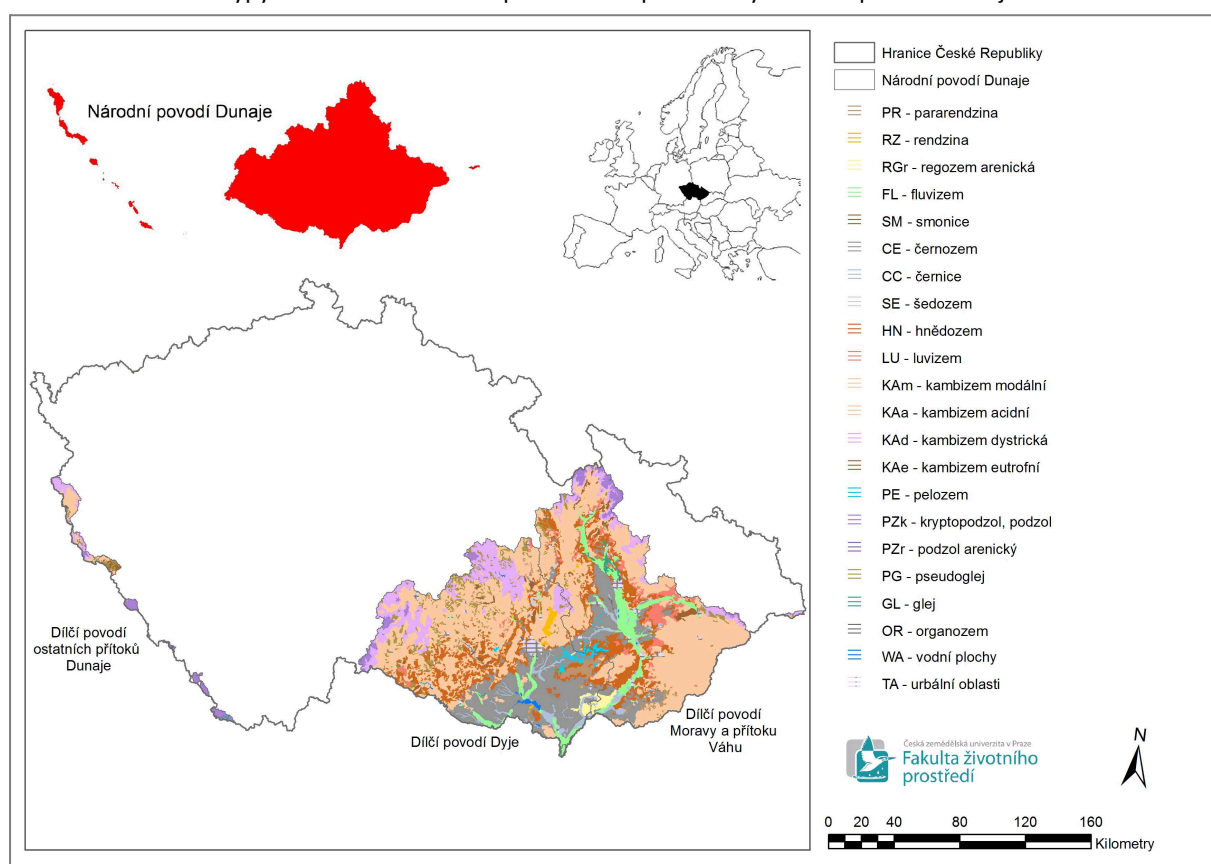 Národní povodí Dunaje
Dílčí povodí
ostatních přítoků
Dunaje
Dílčí povodí Dyje
Dílčí povodí
Moravy a přítoku
Váhu
Hranice České Republiky
Národní povodí Dunaje
PR - pararendzina
RZ - rendzina
RGr - regozem arenická
FL - fluvizem
SM - smonice
CE - černozem
CC - černice
SE - šedozem
HN - hnědozem
LU - luvizem
KAm - kambizem modální
KAa - kambizem acidní
KAd - kambizem dystrická
KAe - kambizem eutrofní
PE - pelozem
PZk - kryptopodzol, podzol
PZr - podzol arenický
PG - pseudoglej
GL - glej
OR - organozem
WA - vodní plochy
TA - urbální oblasti
Česká zemědělská univerzita v Praze
Fakulta životního
prostředí
N
0 20 40 80 120 160
Kilometry